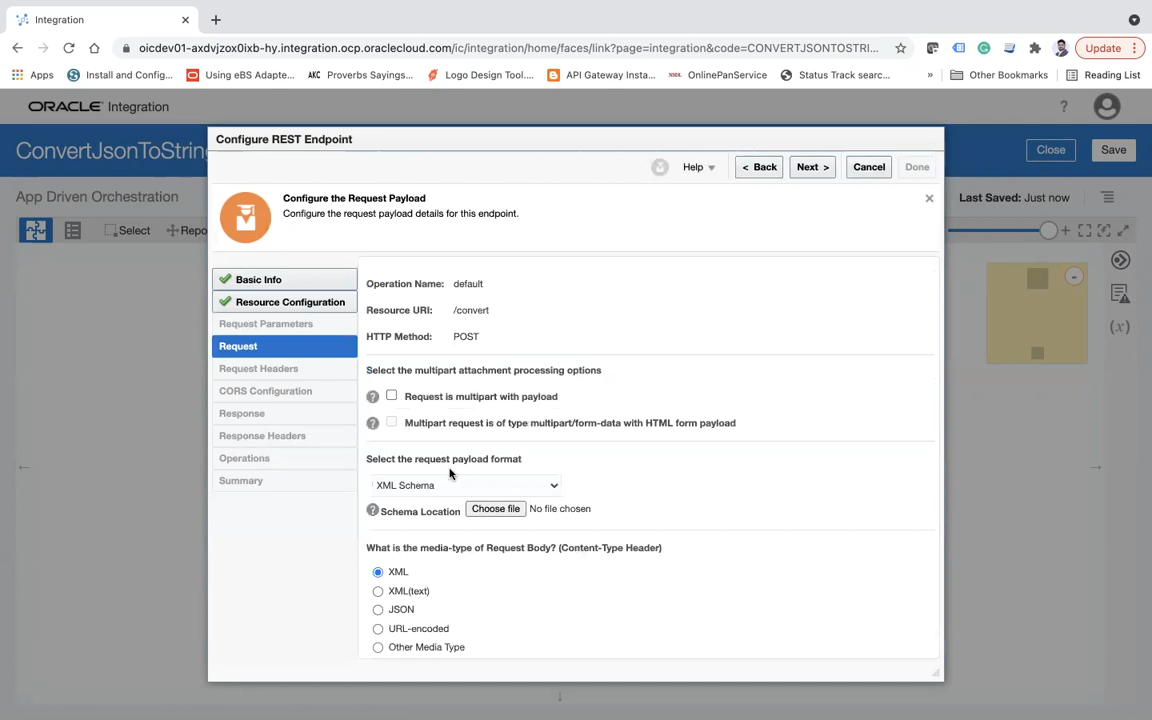 Integration
oicdev01-axdvjzox0ixb-hy.integration.ocp.oraclecloud.com/ic/integration/home/faces/link?page=integration&code=CONVERTJSONTOSTRI...
Update
Apps
Install and Config...
Using eBS Adapte...
AKC Proverbs Sayings...
Logo Design Tool....
API Gateway Insta...
NSDL OnlinePanService
Status Track searc...
»
Other Bookmarks
Reading List
ORACLE Integration
?
ConvertJsonToString
Close
Save
App Driven Orchestration
Last Saved: Just now
Select
Repo
Configure REST Endpoint
Help
< Back
Next >
Cancel
Done
Configure the Request Payload
Configure the request payload details for this endpoint.
Basic Info
Resource Configuration
Request Parameters
Request
Request Headers
CORS Configuration
Response
Response Headers
Operations
Summary
Operation Name: default
Resource URI: /convert
HTTP Method: POST
Select the multipart attachment processing options
? Request is multipart with payload
? Multipart request is of type multipart/form-data with HTML form payload
Select the request payload format
XML Schema
? Schema Location Choose file No file chosen
What is the media-type of Request Body? (Content-Type Header)
XML
XML(text)
JSON
URL-encoded
Other Media Type
(x)